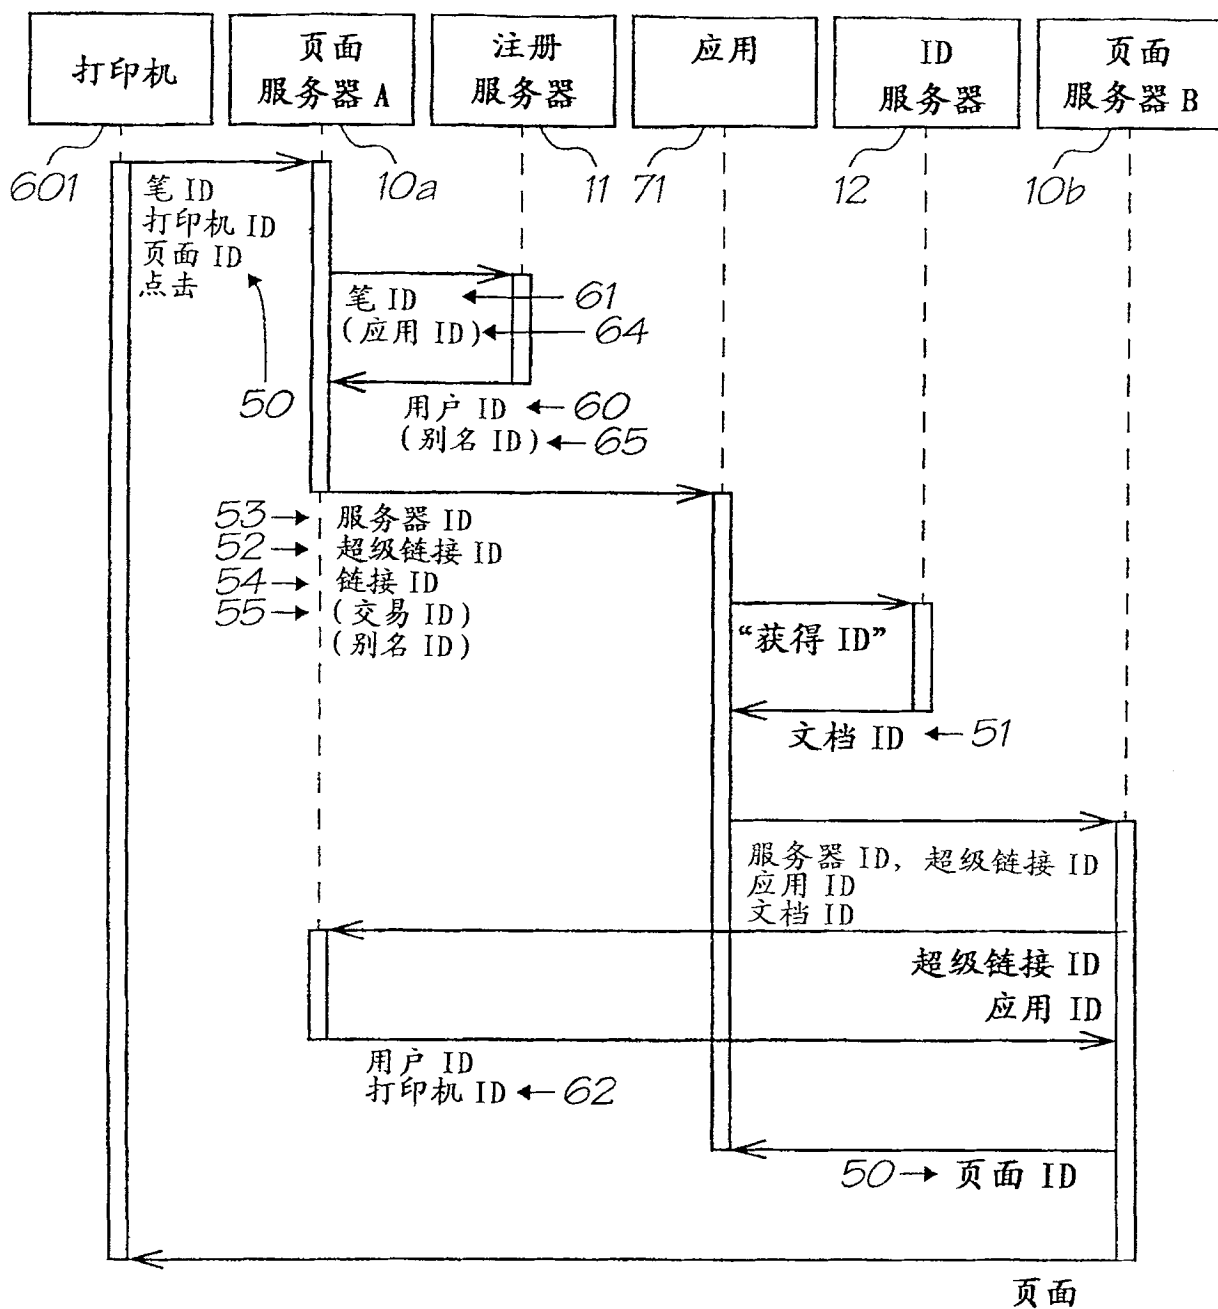 打印机
页面
服务器 A
注册
服务器
应用
ID
服务器
页面
服务器 B
601
10a
11
71
12
10b
笔 ID
打印机 ID
页面 ID
点击
50
笔 ID
61
(应用 ID)
64
用户 ID
60
(别名 ID)
65
53
服务器 ID
52
超级链接 ID
54
链接 ID
55
(交易 ID)
(别名 ID)
“获得 ID”
文档 ID
51
服务器 ID, 超级链接 ID
应用 ID
文档 ID
超级链接 ID
应用 ID
用户 ID
打印机 ID
62
50
页面 ID
页面